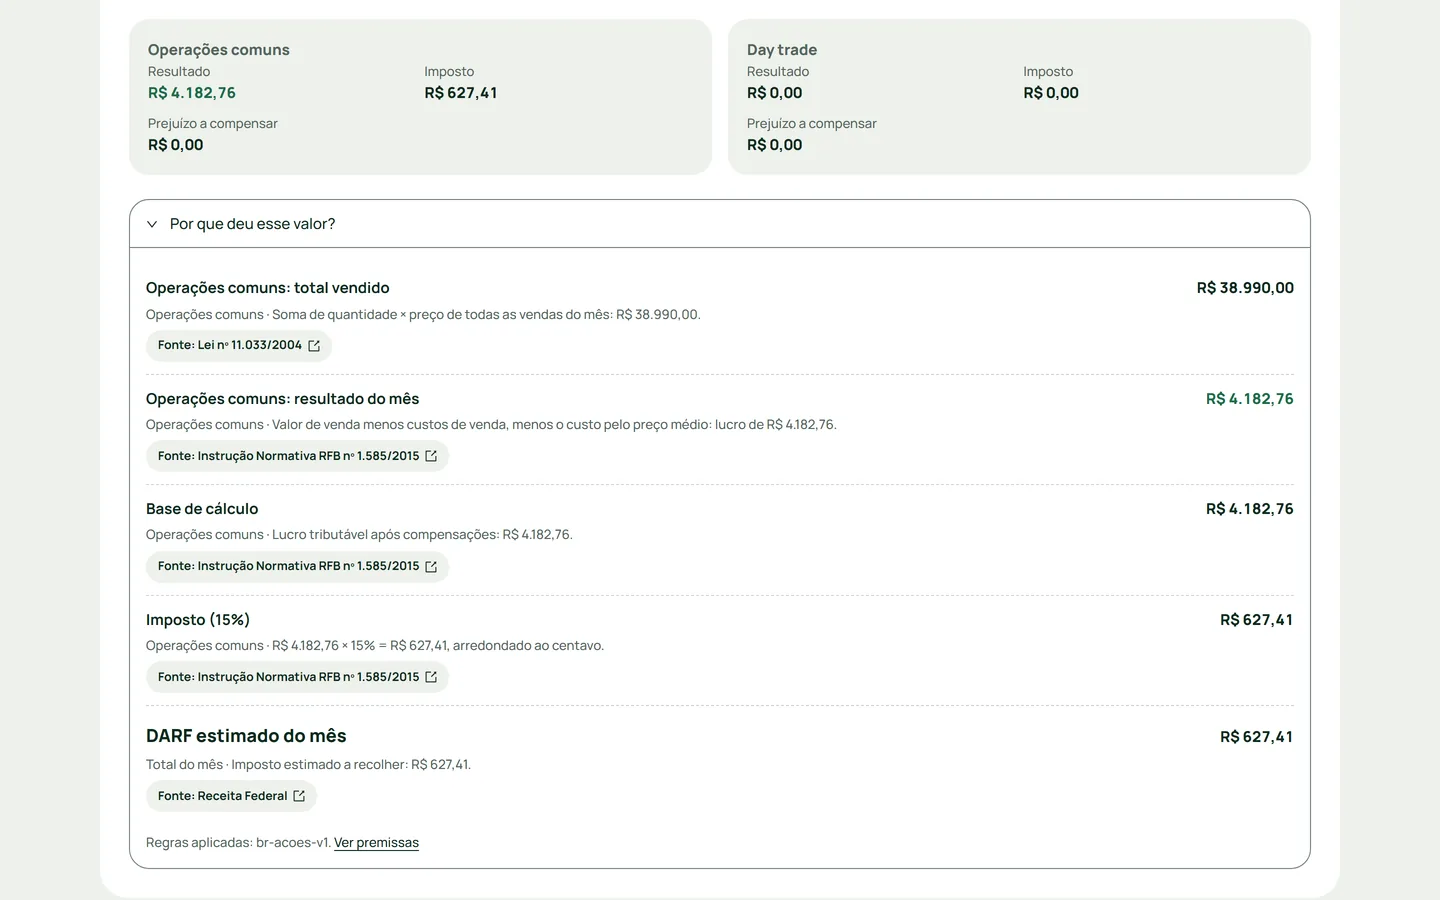 Operações comuns
Resultado
R$ 4.182,76
Imposto
R$ 627,41
Prejuízo a compensar
R$ 0,00
Day trade
Resultado
R$ 0,00
Imposto
R$ 0,00
Prejuízo a compensar
R$ 0,00
Por que deu esse valor?
Operações comuns: total vendido
R$ 38.990,00
Operações comuns · Soma de quantidade × preço de todas as vendas do mês: R$ 38.990,00.
Fonte: Lei nº 11.033/2004
Operações comuns: resultado do mês
R$ 4.182,76
Operações comuns · Valor de venda menos custos de venda, menos o custo pelo preço médio: lucro de R$ 4.182,76.
Fonte: Instrução Normativa RFB nº 1.585/2015
Base de cálculo
R$ 4.182,76
Operações comuns · Lucro tributável após compensações: R$ 4.182,76.
Fonte: Instrução Normativa RFB nº 1.585/2015
Imposto (15%)
R$ 627,41
Operações comuns · R$ 4.182,76 × 15% = R$ 627,41, arredondado ao centavo.
Fonte: Instrução Normativa RFB nº 1.585/2015
DARF estimado do mês
R$ 627,41
Total do mês · Imposto estimado a recolher: R$ 627,41.
Fonte: Receita Federal
Regras aplicadas: br-acoes-v1. Ver premissas